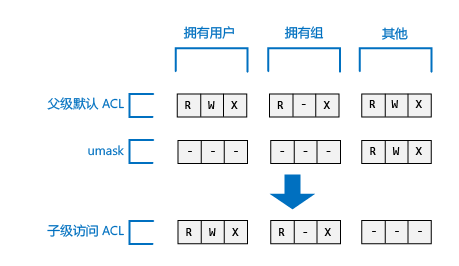 拥有用户 拥有组 其他
父级默认 ACL R W X R - X R W X
umask - - - - - - R W X
子级访问 ACL R W X R - X - - -